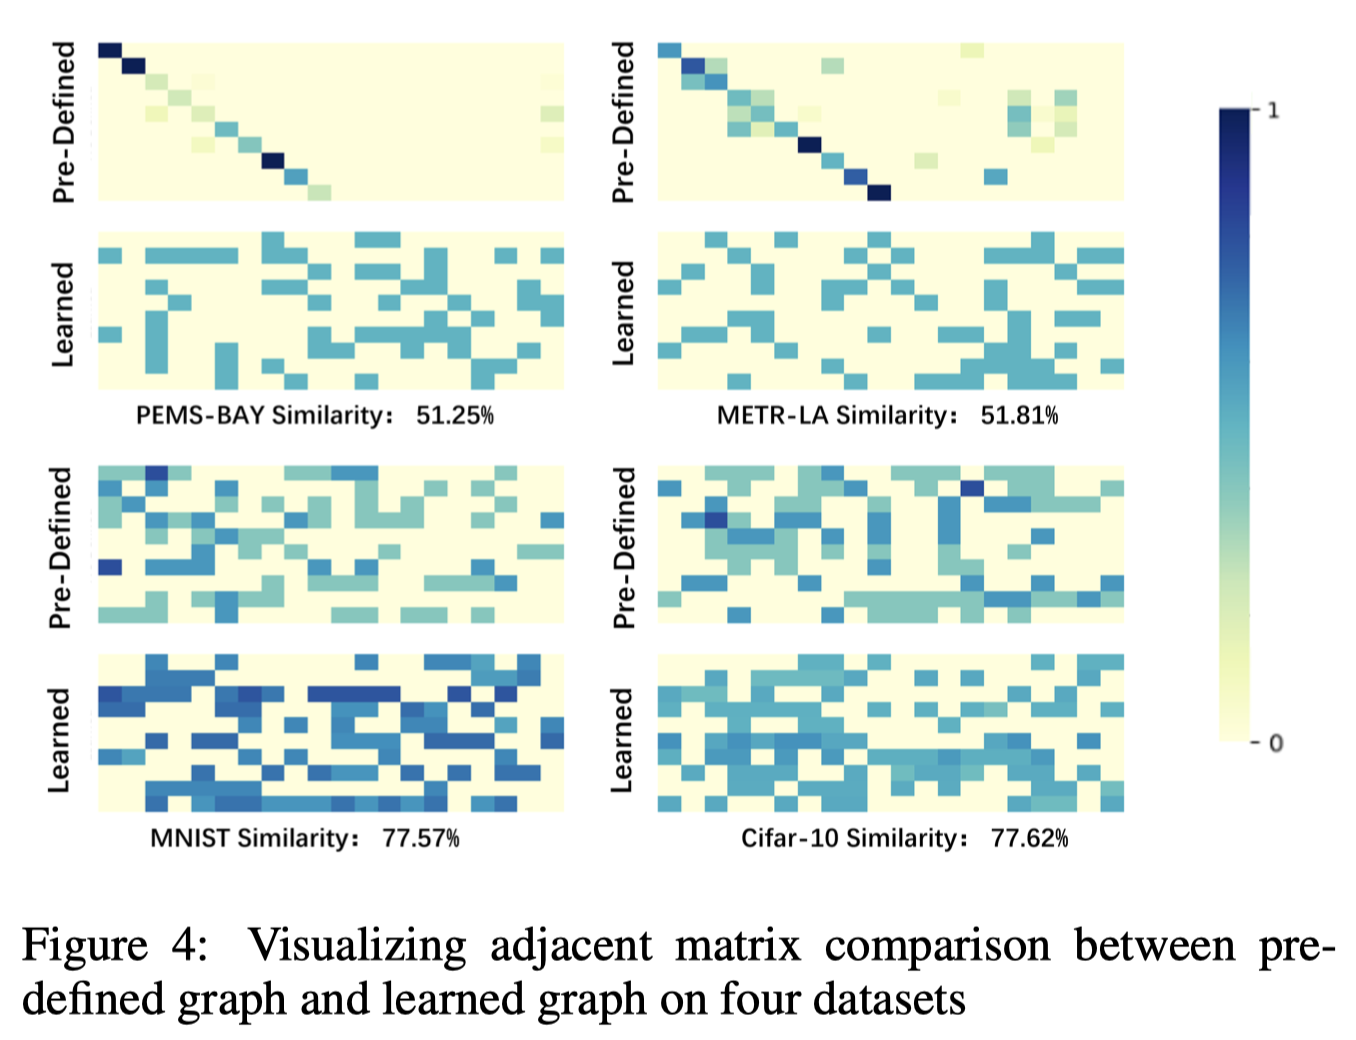 Pre-Defined
Pre-Defined
1
Learned
Learned
PEMS-BAY Similarity: 51.25%
METR-LA Similarity: 51.81%
Pre-Defined
Pre-Defined
0
Learned
Learned
MNIST Similarity: 77.57%
Cifar-10 Similarity: 77.62%
Figure 4: Visualizing adjacent matrix comparison between pre-
defined graph and learned graph on four datasets